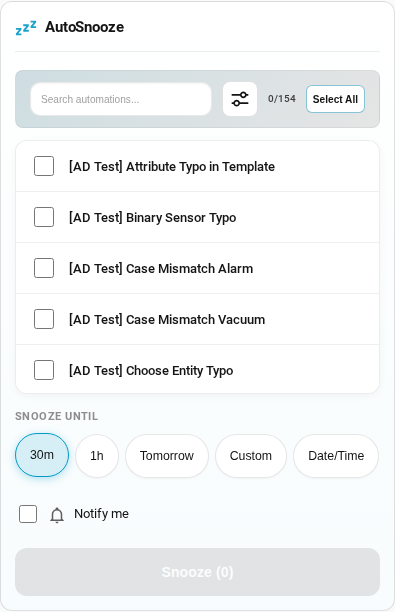 zzz AutoSnooze
Search automations... 0/154 Select All
[AD Test] Attribute Typo in Template
[AD Test] Binary Sensor Typo
[AD Test] Case Mismatch Alarm
[AD Test] Case Mismatch Vacuum
[AD Test] Choose Entity Typo
SNOOZE UNTIL
30m 1h Tomorrow Custom Date/Time
Notify me
Snooze (0)